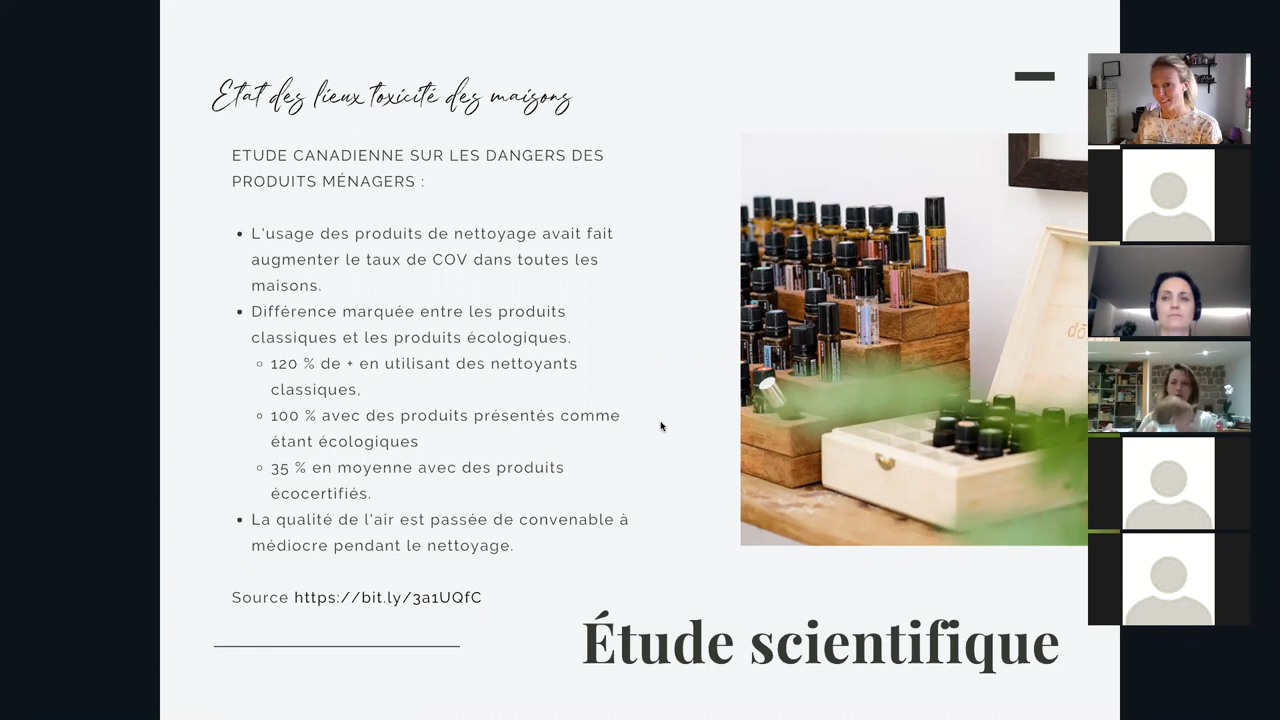 Etat des lieux toxicité des maisons
ETUDE CANADIENNE SUR LES DANGERS DES
PRODUITS MÉNAGERS :
• L'usage des produits de nettoyage avait fait
augmenter le taux de COV dans toutes les
maisons.
• Différence marquée entre les produits
classiques et les produits écologiques.
◦ 120 % de + en utilisant des nettoyants
classiques,
◦ 100 % avec des produits présentés comme
étant écologiques
◦ 35 % en moyenne avec des produits
écocertifiés.
• La qualité de l'air est passée de convenable à
médiocre pendant le nettoyage.
Source https://bit.ly/3a1UQfC
Étude scientifique
dō